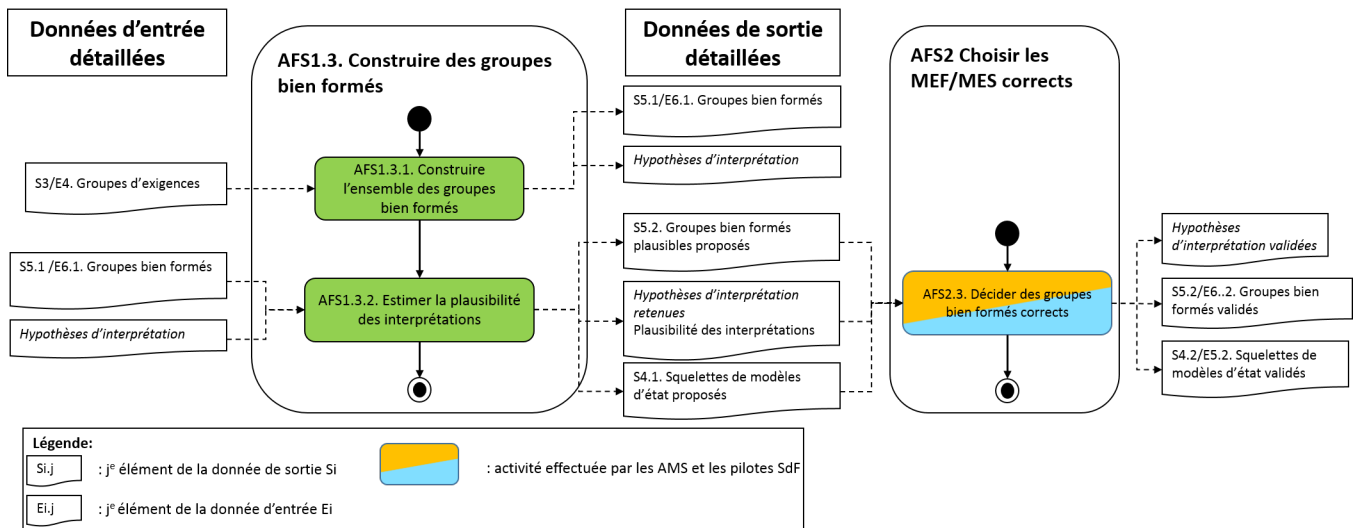 Données d'entrée
détaillées
AFS1.3. Construire des groupes
bien formés
Données de sortie
détaillées
AFS2 Choisir les
MEF/MES corrects
S3/E4. Groupes d'exigences
S5.1 /E6.1. Groupes bien formés
Hypothèses d'interprétation
AFS1.3.1. Construire
l'ensemble des groupes
bien formés
AFS1.3.2. Estimer la plausibilité
des interprétations
S5.1/E6.1. Groupes bien formés
Hypothèses d'interprétation
S5.2. Groupes bien formés
plausibles proposés
Hypothèses d'interprétation
retenues
Plausibilité des interprétations
S4.1. Squelettes de modèles
d'état proposés
AFS2.3. Décider des groupes
bien formés corrects
Hypothèses
d'interprétation validées
S5.2/E6..2. Groupes bien
formés validés
S4.2/E5.2. Squelettes de
modèles d'état validés
Légende:
Si.j : jᵉ élément de la donnée de sortie Si
: activité effectuée par les AMS et les pilotes SdF
Ei.j : jᵉ élément de la donnée d'entrée Ei